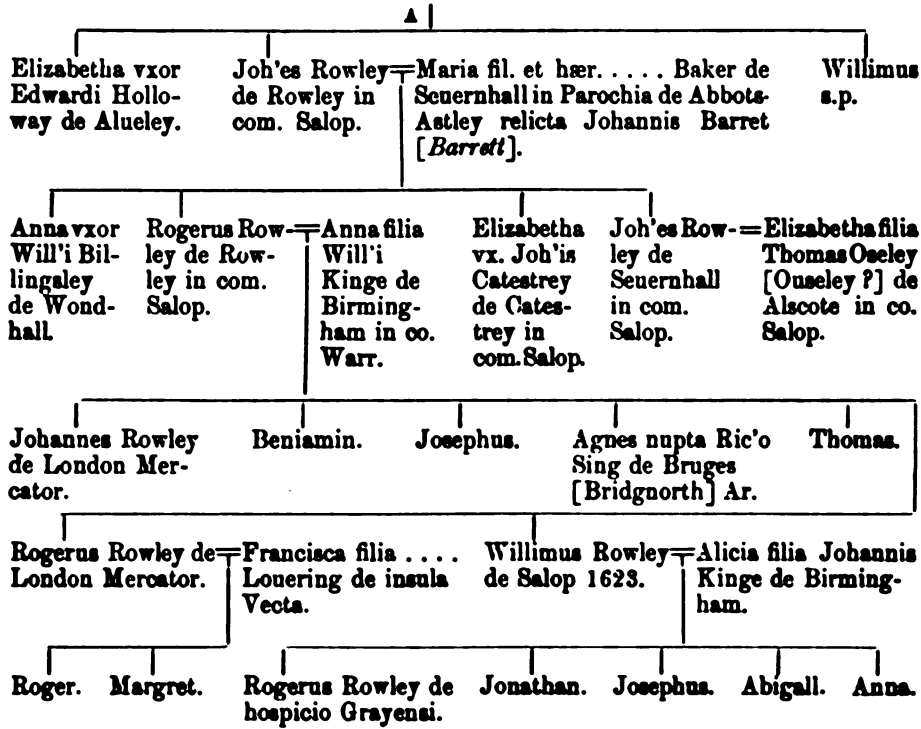 A
Elizabetha vxor
Edwardi Hollo-
way de Alueley.
Joh'es Rowley
de Rowley in
com. Salop.
Maria fil. et hær. . . . . Baker de
Seuernhall in Parochia de Abbots-
Astley relicta Johannis Barret
[Barrett].
Willimus
s.p.
Anna vxor
Will'i Bil-
lingsley
de Wond-
hall.
Rogerus Row-
ley de Row-
ley in com.
Salop.
Anna filia
Will'i
Kinge de
Birming-
ham in co.
Warr.
Elizabetha
vx. Joh'is
Catestrey
de Cates-
trey in
com. Salop.
Joh'es Row-
ley de
Seuernhall
in com.
Salop.
Elizabetha filia
Thomas Oseley
[Ouseley ?] de
Alscote in co.
Salop.
Johannes Rowley
de London Mer-
cator.
Beniamin.
Josephus.
Agnes nupta Ric'o
Sing de Bruges
[Bridgnorth] Ar.
Thomas.
Rogerus Rowley de
London Mercator.
Francisca filia . . . .
Louering de insula
Vecta.
Willimus Rowley
de Salop 1623.
Alicia filia Johannis
Kinge de Birming-
ham.
Roger.
Margret.
Rogerus Rowley de
hospicio Grayensi.
Jonathan.
Josephus.
Abigall.
Anna.